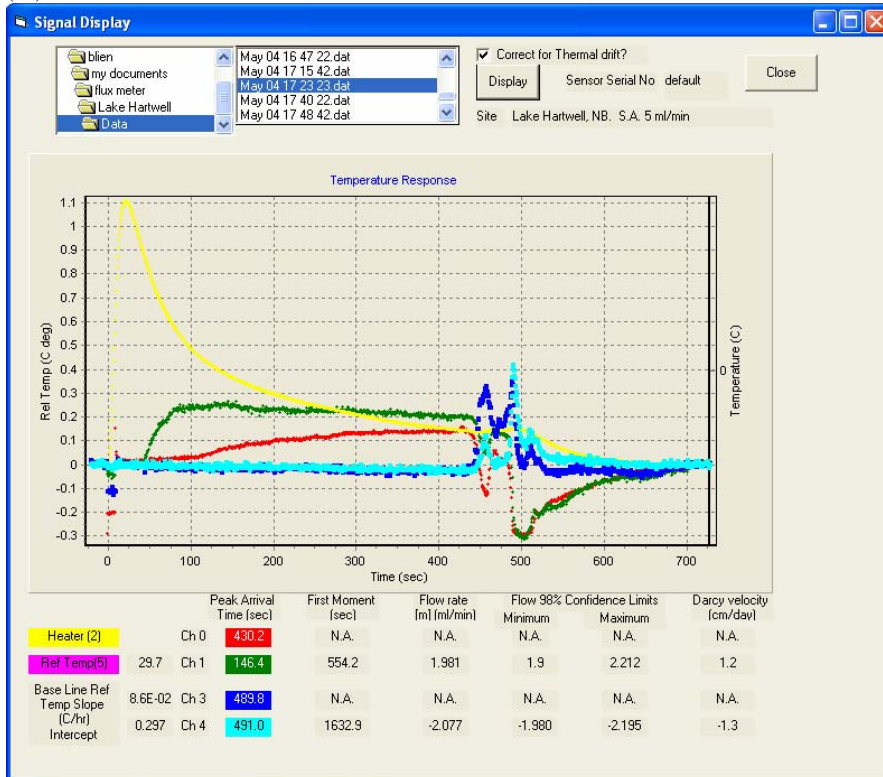 Signal Display
blien
my documents
flux meter
Lake Hartwell
Data
May 04 16 47 22.dat
May 04 17 15 42.dat
May 04 17 23 23.dat
May 04 17 40 22.dat
May 04 17 48 42.dat
Correct for Thermal drift?
Display
Sensor Serial No default
Close
Site Lake Hartwell, NB. S.A. 5 ml/min
Temperature Response
1.1
1
0.9
0.8
0.7
0.6
0.5
0.4
0.3
0.2
0.1
0
-0.1
-0.2
-0.3
Rel Temp (C deg)
0
Temperature (C)
0 100 200 300 400 500 600 700
Time (sec)
Peak Arrival Time (sec)
First Moment (sec)
Flow rate [m] (ml/min)
Flow 98% Confidence Limits
Minimum Maximum
Darcy velocity (cm/day)
Heater (2) Ch 0 430.2 N.A. N.A. N.A. N.A. N.A.
Ref Temp(5) 29.7 Ch 1 146.4 554.2 1.981 1.9 2.212 1.2
Base Line Ref Temp Slope (C/hr) Intercept
8.6E-02 Ch 3 489.8 N.A. N.A. N.A. N.A. N.A.
0.297 Ch 4 491.0 1632.9 -2.077 -1.980 -2.195 -1.3